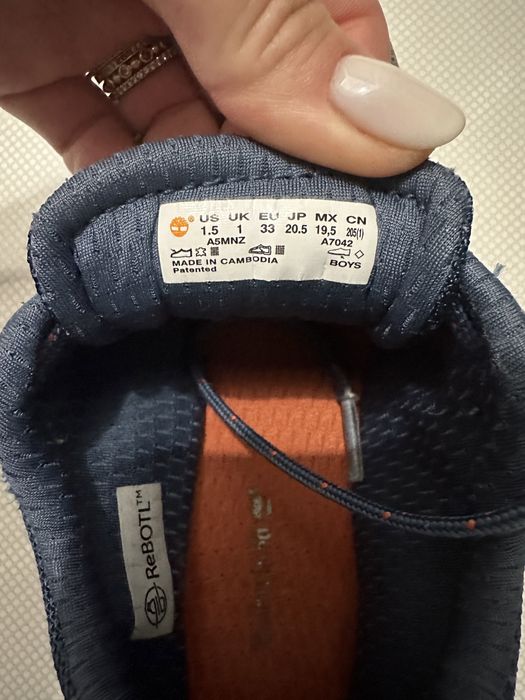 ® US UK EU JP MX CN
1.5 1 33 20.5 19,5 205(1)
A5MNZ A7042
MADE IN CAMBODIA BOYS
Patented
ReBOTL™